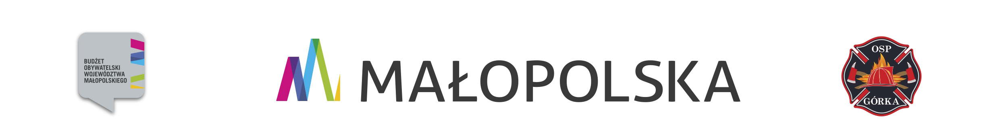 BUDŻET
OBYWATELSKI
WOJEWÓDZTWA
MAŁOPOLSKIEGO
MAŁOPOLSKA
OSP
GÓRKA